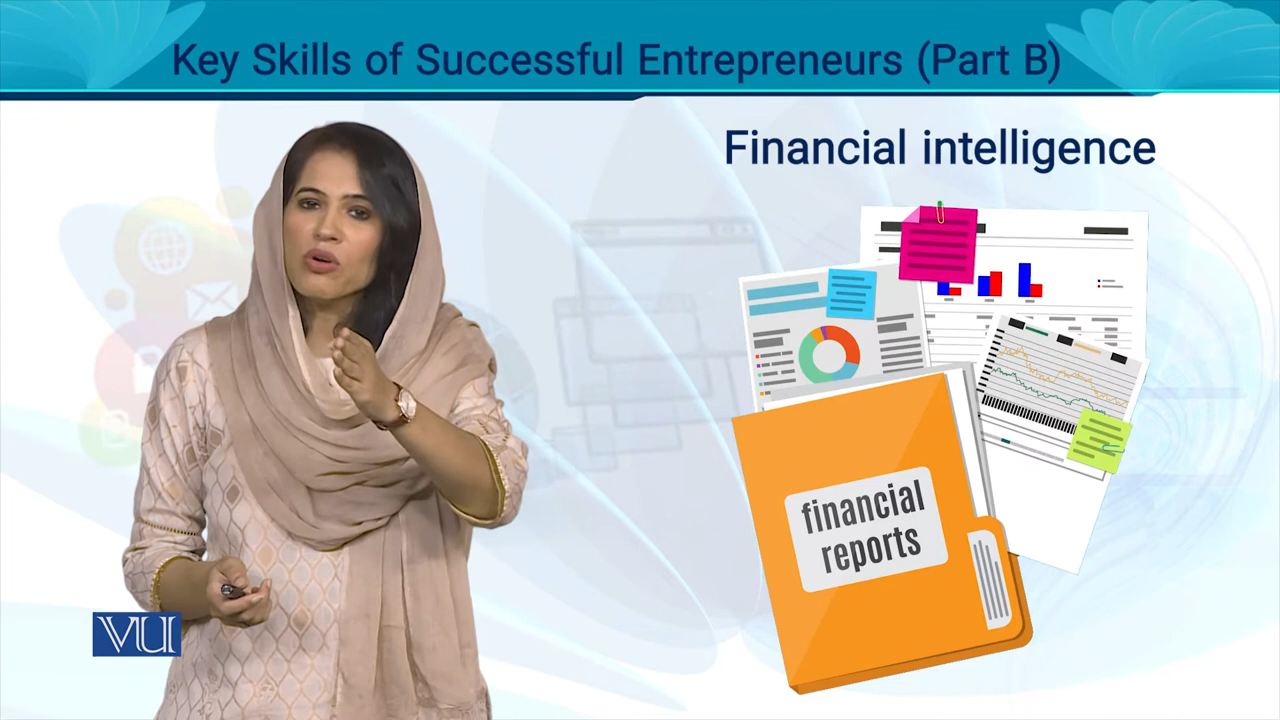 Key Skills of Successful Entrepreneurs (Part B)
Financial intelligence
financial
reports
VU